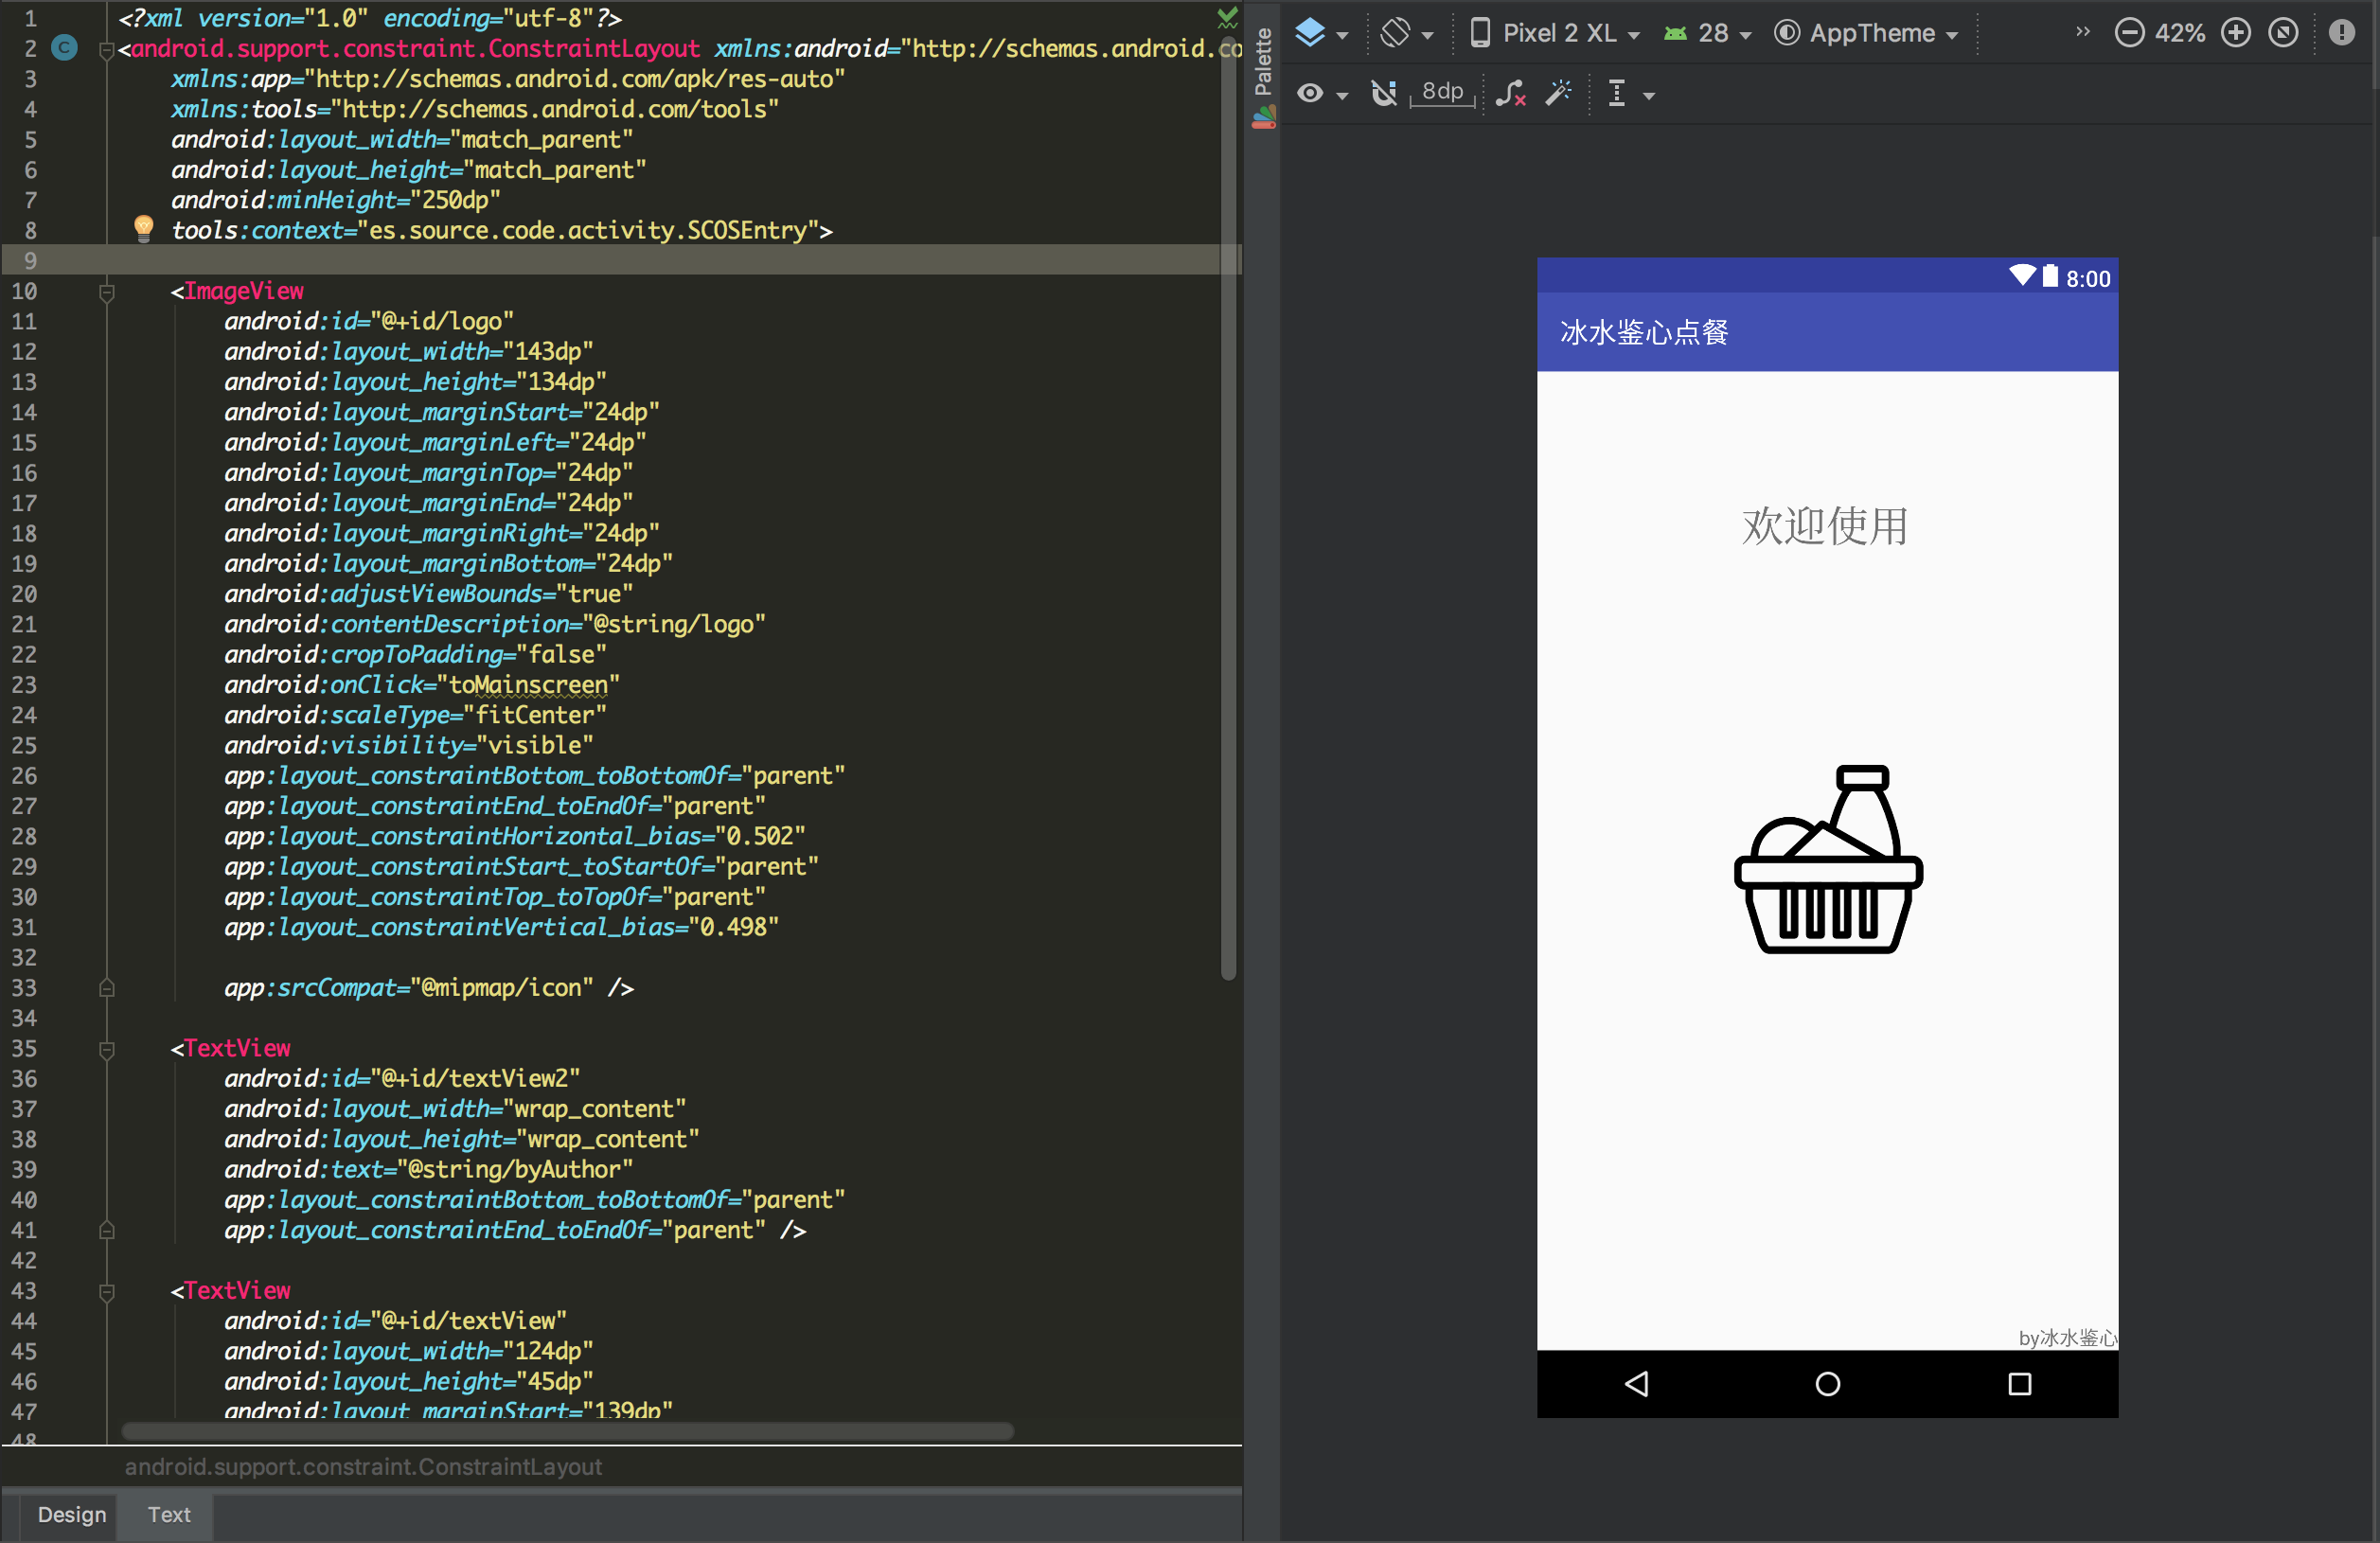 1 <?xml version="1.0" encoding="utf-8"?>
2 <android.support.constraint.ConstraintLayout xmlns:android="http://schemas.android.co
3 xmlns:app="http://schemas.android.com/apk/res-auto"
4 xmlns:tools="http://schemas.android.com/tools"
5 android:layout_width="match_parent"
6 android:layout_height="match_parent"
7 android:minHeight="250dp"
8 tools:context="es.source.code.activity.SCOSEntry">
9
10 <ImageView
11 android:id="@+id/logo"
12 android:layout_width="143dp"
13 android:layout_height="134dp"
14 android:layout_marginStart="24dp"
15 android:layout_marginLeft="24dp"
16 android:layout_marginTop="24dp"
17 android:layout_marginEnd="24dp"
18 android:layout_marginRight="24dp"
19 android:layout_marginBottom="24dp"
20 android:adjustViewBounds="true"
21 android:contentDescription="@string/logo"
22 android:cropToPadding="false"
23 android:onClick="toMainscreen"
24 android:scaleType="fitCenter"
25 android:visibility="visible"
26 app:layout_constraintBottom_toBottomOf="parent"
27 app:layout_constraintEnd_toEndOf="parent"
28 app:layout_constraintHorizontal_bias="0.502"
29 app:layout_constraintStart_toStartOf="parent"
30 app:layout_constraintTop_toTopOf="parent"
31 app:layout_constraintVertical_bias="0.498"
32
33 app:srcCompat="@mipmap/icon" />
34
35 <TextView
36 android:id="@+id/textView2"
37 android:layout_width="wrap_content"
38 android:layout_height="wrap_content"
39 android:text="@string/byAuthor"
40 app:layout_constraintBottom_toBottomOf="parent"
41 app:layout_constraintEnd_toEndOf="parent" />
42
43 <TextView
44 android:id="@+id/textView"
45 android:layout_width="124dp"
46 android:layout_height="45dp"
47 android:layout_marginStart="139dp"
48
android.support.constraint.ConstraintLayout
Design Text
Palette
Pixel 2 XL 28 AppTheme 42%
8dp
8:00
冰水鉴心点餐
欢迎使用
by冰水鉴心